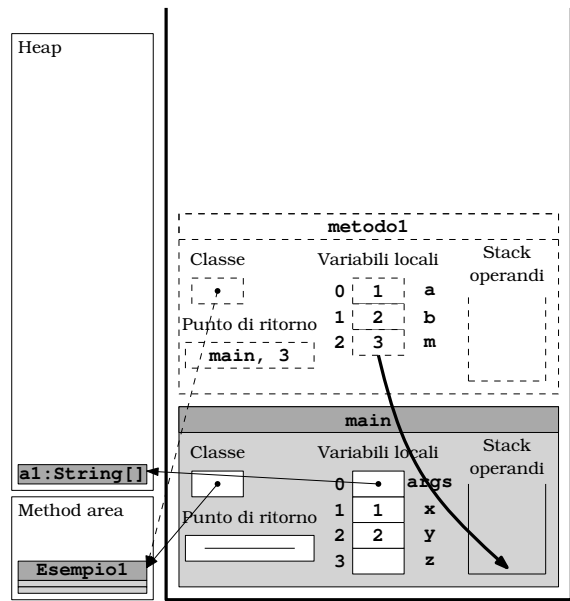 Heap
metodo1
Classe
Variabili locali
Stack
operandi
0 1 a
Punto di ritorno
1 2 b
2 3 m
main, 3
main
Classe
Variabili locali
Stack
operandi
a1:String[]
0 args
Method area
Punto di ritorno
1 1 x
2 2 y
3 z
Esempio1